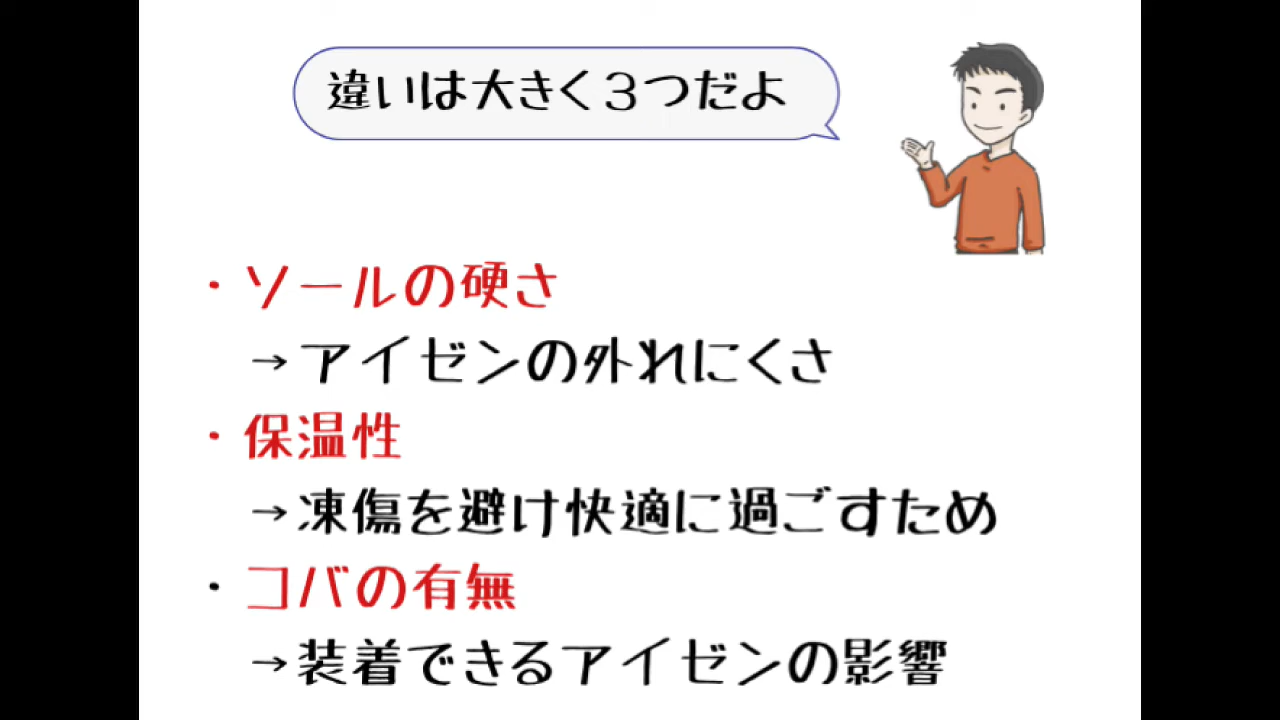 違いは大きく３つだよ
・ソールの硬さ
→アイゼンの外れにくさ
・保温性
→凍傷を避け快適に過ごすため
・コバの有無
→装着できるアイゼンの影響